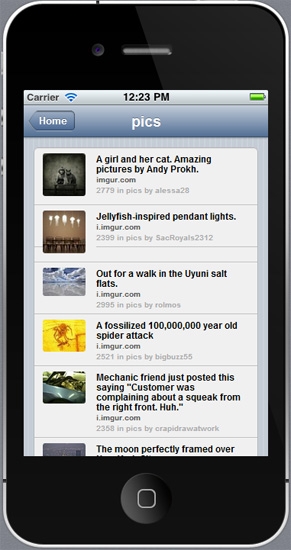 Carrier 12:23 PM
Home pics
A girl and her cat. Amazing
pictures by Andy Prokh.
imgur.com
2779 in pics by alessa28
Jellyfish-inspired pendant lights.
i.imgur.com
2399 in pics by SacRoyals2312
Out for a walk in the Uyuni salt
flats.
i.imgur.com
2995 in pics by rolmos
A fossilized 100,000,000 year old
spider attack
i.imgur.com
2521 in pics by bigbuzz55
Mechanic friend just posted this
saying "Customer was
complaining about a squeak from
the right front. Huh."
i.imgur.com
2358 in pics by crapidrawatwork
The moon perfectly framed over